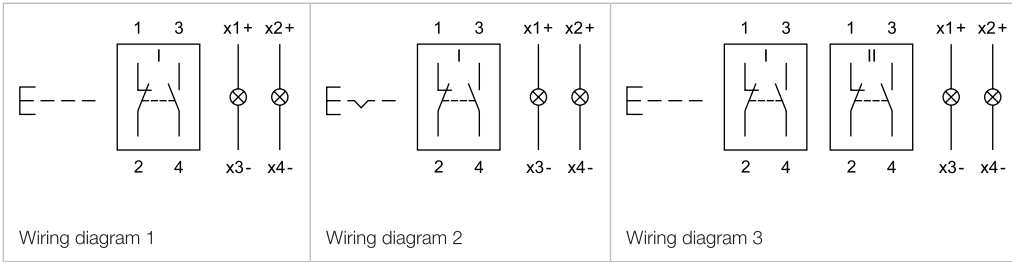 1 3 x1+ x2+
I
2 4 x3- x4-
Wiring diagram 1
1 3 x1+ x2+
I
2 4 x3- x4-
Wiring diagram 2
1 3 1 3 x1+ x2+
I II
2 4 2 4 x3- x4-
Wiring diagram 3